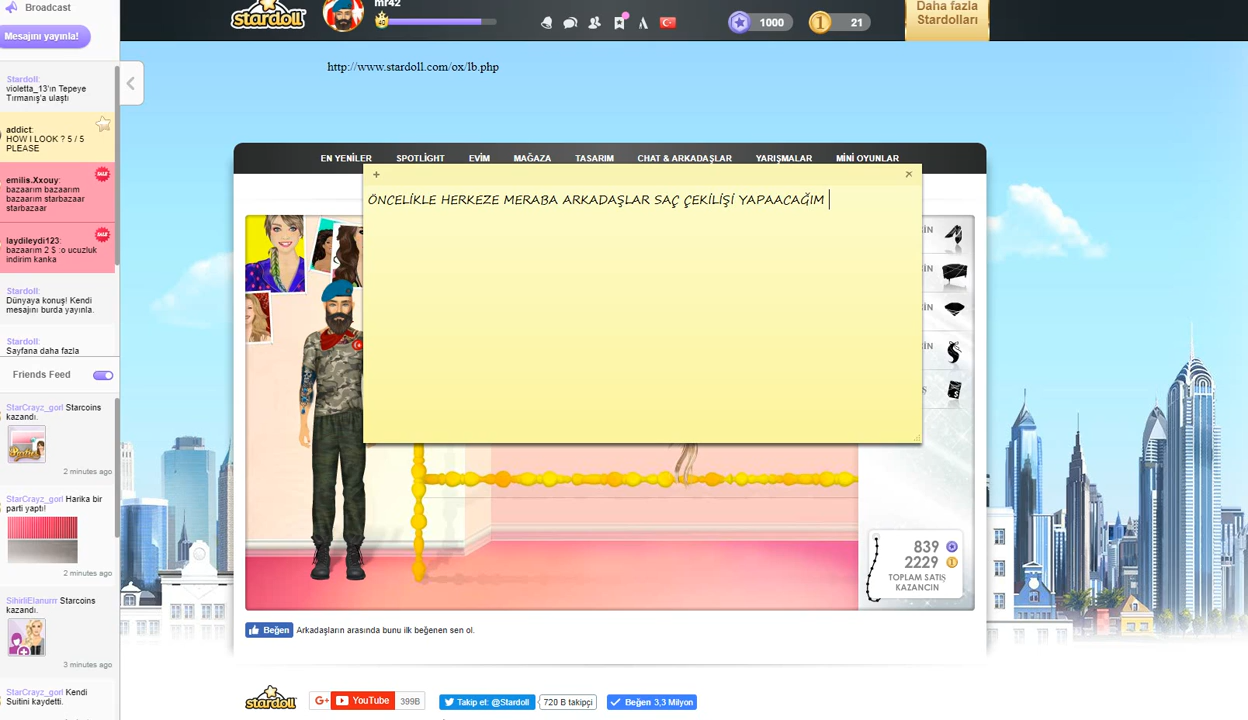 Broadcast
Mesajını yayınla!
Stardoll:
violetta_13'ın Tepeye
Tırmanış'a ulaştı
addict:
HOW I LOOK ? 5 / 5
PLEASE
emilis.Xxouy:
bazaarım bazaarım
bazaarım starbazaar
starbazaar
SALE
laydileydi123:
bazaarım 2 $ :o ucuzluk
indirim kanka
SALE
Stardoll:
Dünyaya konuş! Kendi
mesajını burda yayınla.
Stardoll:
Sayfana daha fazla
Friends Feed
StarCrayz_gorl Starcoins
kazandı.
2 minutes ago
StarCrayz_gorl Harika bir
parti yaptı!
2 minutes ago
SihirliElanurrr Starcoins
kazandı.
3 minutes ago
StarCrayz_gorl Kendi
Suitini kaydetti.
stardoll
mr42
40
1000
21
Daha fazla
Stardolları
http://www.stardoll.com/ox/lb.php
EN YENİLER SPOTLİGHT EVİM MAĞAZA TASARIM CHAT & ARKADAŞLAR YARIŞMALAR MİNİ OYUNLAR
ÖNCELİKLE HERKEZE MERABA ARKADAŞLAR SAÇ ÇEKİLİŞİ YAPAACAĞIM
839
2229
TOPLAM SATIŞ
KAZANCIN
Beğen Arkadaşların arasında bunu ilk beğenen sen ol.
stardoll G+ YouTube 399B Takip et: @Stardoll 720 B takipçi Beğen 3,3 Milyon